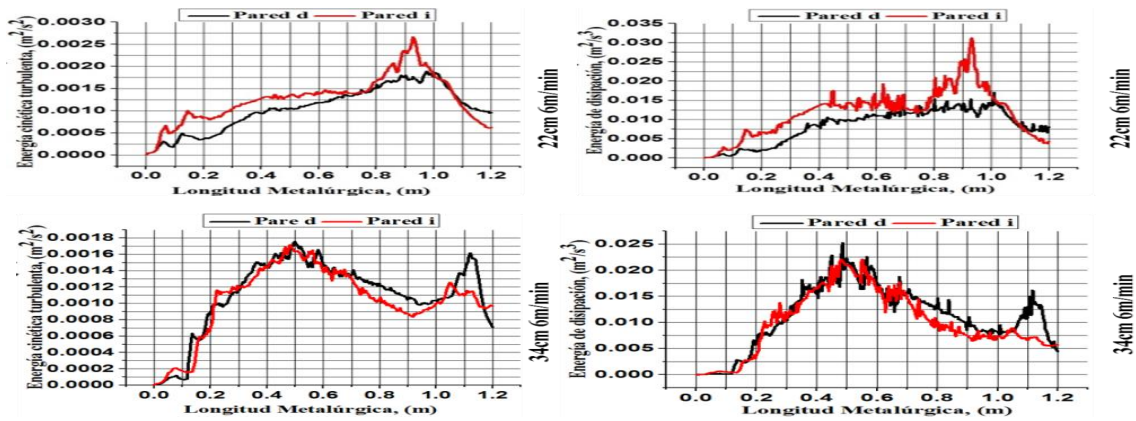 Pared d Pared i
Energía cinética turbulenta, (m²/s²)
0.0030
0.0025
0.0020
0.0015
0.0010
0.0005
0.0000
0.0 0.2 0.4 0.6 0.8 1.0 1.2
Longitud Metalúrgica, (m)
22cm 6m/min
Pared d Pared i
Energía de disipación, (m²/s³)
0.035
0.030
0.025
0.020
0.015
0.010
0.005
0.000
0.0 0.2 0.4 0.6 0.8 1.0 1.2
Longitud Metalúrgica, (m)
22cm 6m/min
Pare d Pared i
Energía cinética turbulenta, (m²/s²)
0.0018
0.0016
0.0014
0.0012
0.0010
0.0008
0.0006
0.0004
0.0002
0.0000
0.0 0.2 0.4 0.6 0.8 1.0 1.2
Longitud Metalúrgica, (m)
34cm 6m/min
Pared d Pared i
Energía de disipación, (m²/s³)
0.025
0.020
0.015
0.010
0.005
0.000
0.0 0.2 0.4 0.6 0.8 1.0 1.2
Longitud Metalúrgica, (m)
34cm 6m/min